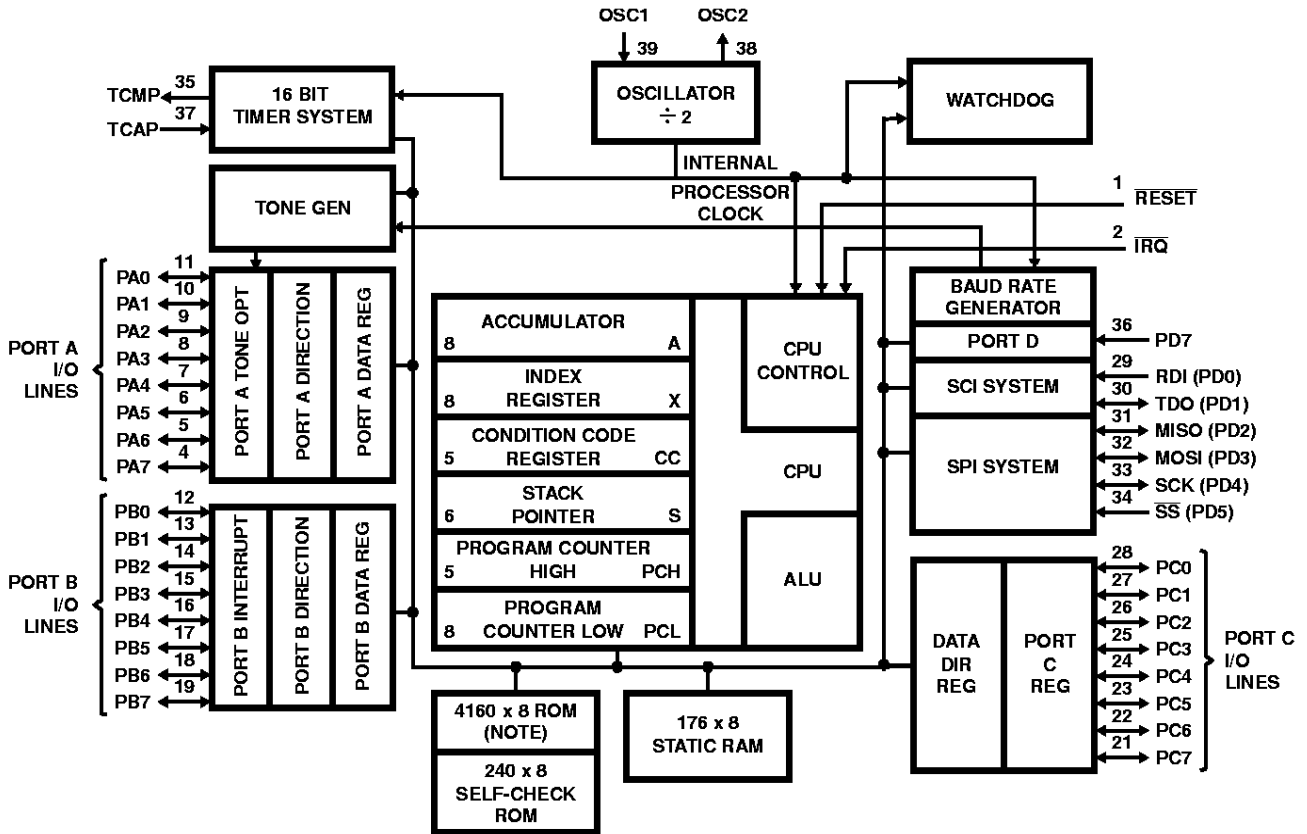 OSC1
OSC2
39
38
OSCILLATOR
÷ 2
35
TCMP
37
TCAP
16 BIT
TIMER SYSTEM
WATCHDOG
INTERNAL
PROCESSOR
CLOCK
TONE GEN
1
RESET
2
IRQ
PORT A
I/O
LINES
PA0
11
PA1
10
PA2
9
PA3
8
PA4
7
PA5
6
PA6
5
PA7
4
PORT A TONE OPT
PORT A DIRECTION
PORT A DATA REG
PORT B
I/O
LINES
PB0
12
PB1
13
PB2
14
PB3
15
PB4
16
PB5
17
PB6
18
PB7
19
PORT B INTERRUPT
PORT B DIRECTION
PORT B DATA REG
ACCUMULATOR
8 A
INDEX
REGISTER
8 X
CONDITION CODE
REGISTER
5 CC
STACK
POINTER
6 S
PROGRAM COUNTER
5 HIGH PCH
PROGRAM
COUNTER LOW
8 PCL
CPU
CONTROL
CPU
ALU
BAUD RATE
GENERATOR
PORT D
SCI SYSTEM
SPI SYSTEM
36
PD7
29
RDI (PD0)
30
TDO (PD1)
31
MISO (PD2)
32
MOSI (PD3)
33
SCK (PD4)
34
SS (PD5)
DATA
DIR
REG
PORT
C
REG
28
PC0
27
PC1
26
PC2
25
PC3
24
PC4
23
PC5
22
PC6
21
PC7
PORT C
I/O
LINES
4160 x 8 ROM
(NOTE)
240 x 8
SELF-CHECK
ROM
176 x 8
STATIC RAM